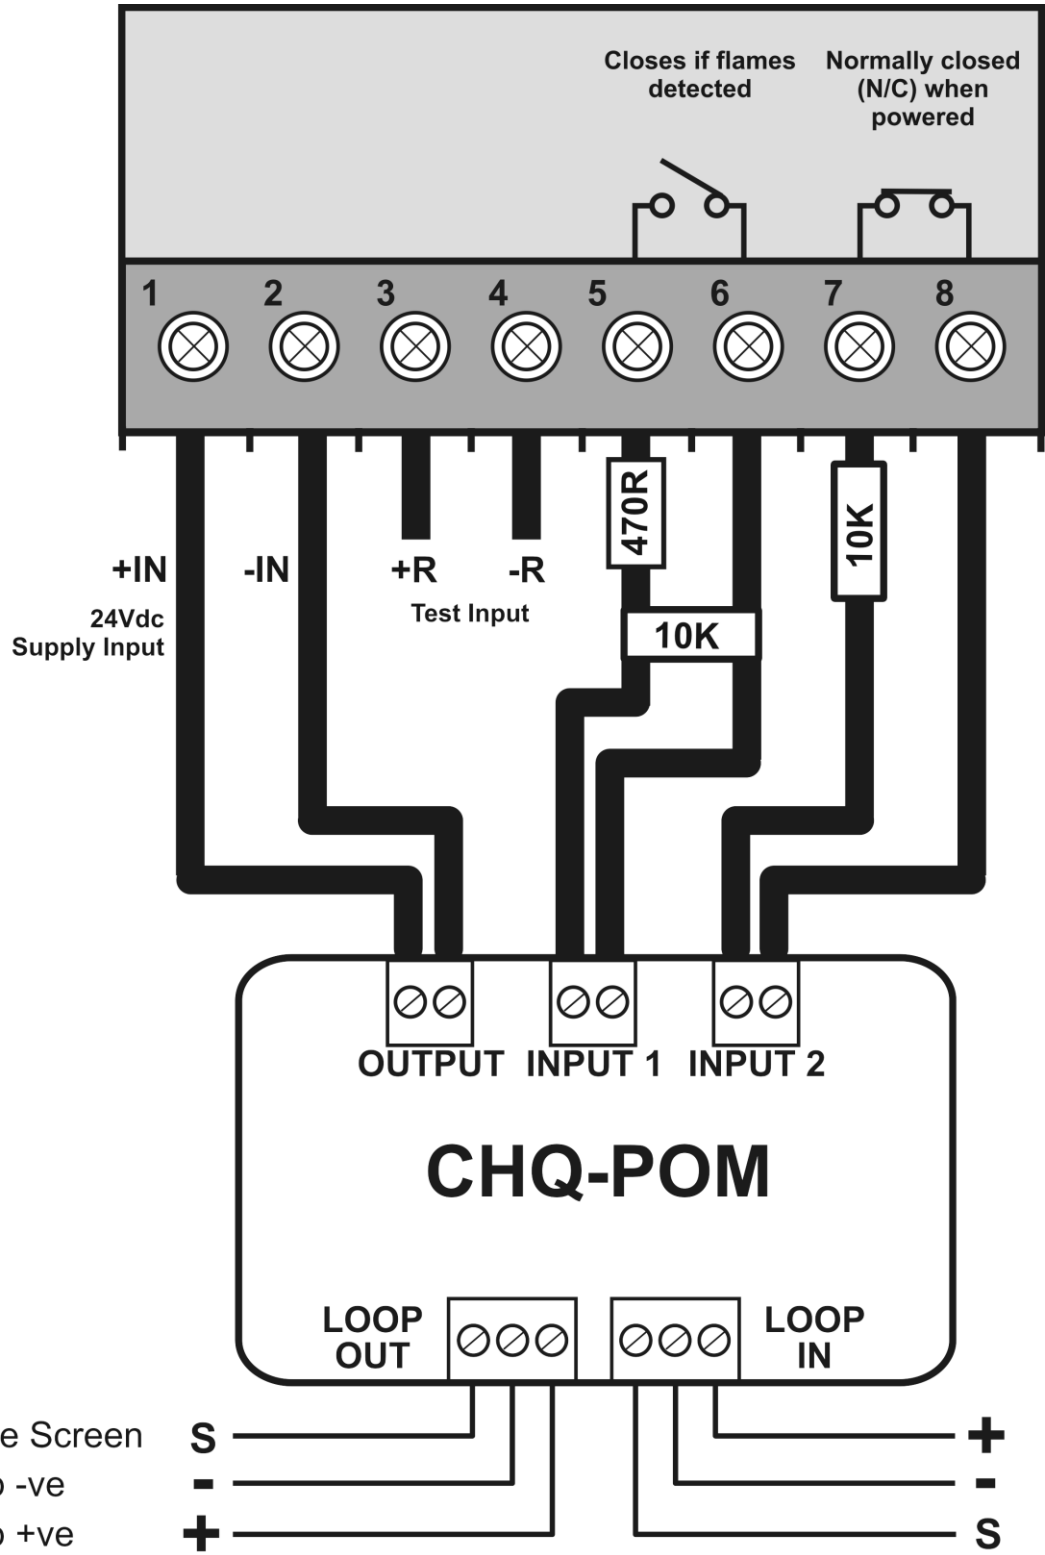 Closes if flames
detected
Normally closed
(N/C) when
powered
1 2 3 4 5 6 7 8
470R
10K
+IN
-IN
+R
-R
24Vdc
Supply Input
Test Input
10K
OUTPUT INPUT 1 INPUT 2
CHQ-POM
LOOP
OUT
LOOP
IN
e Screen S
+
-ve -
-
+ve +
S